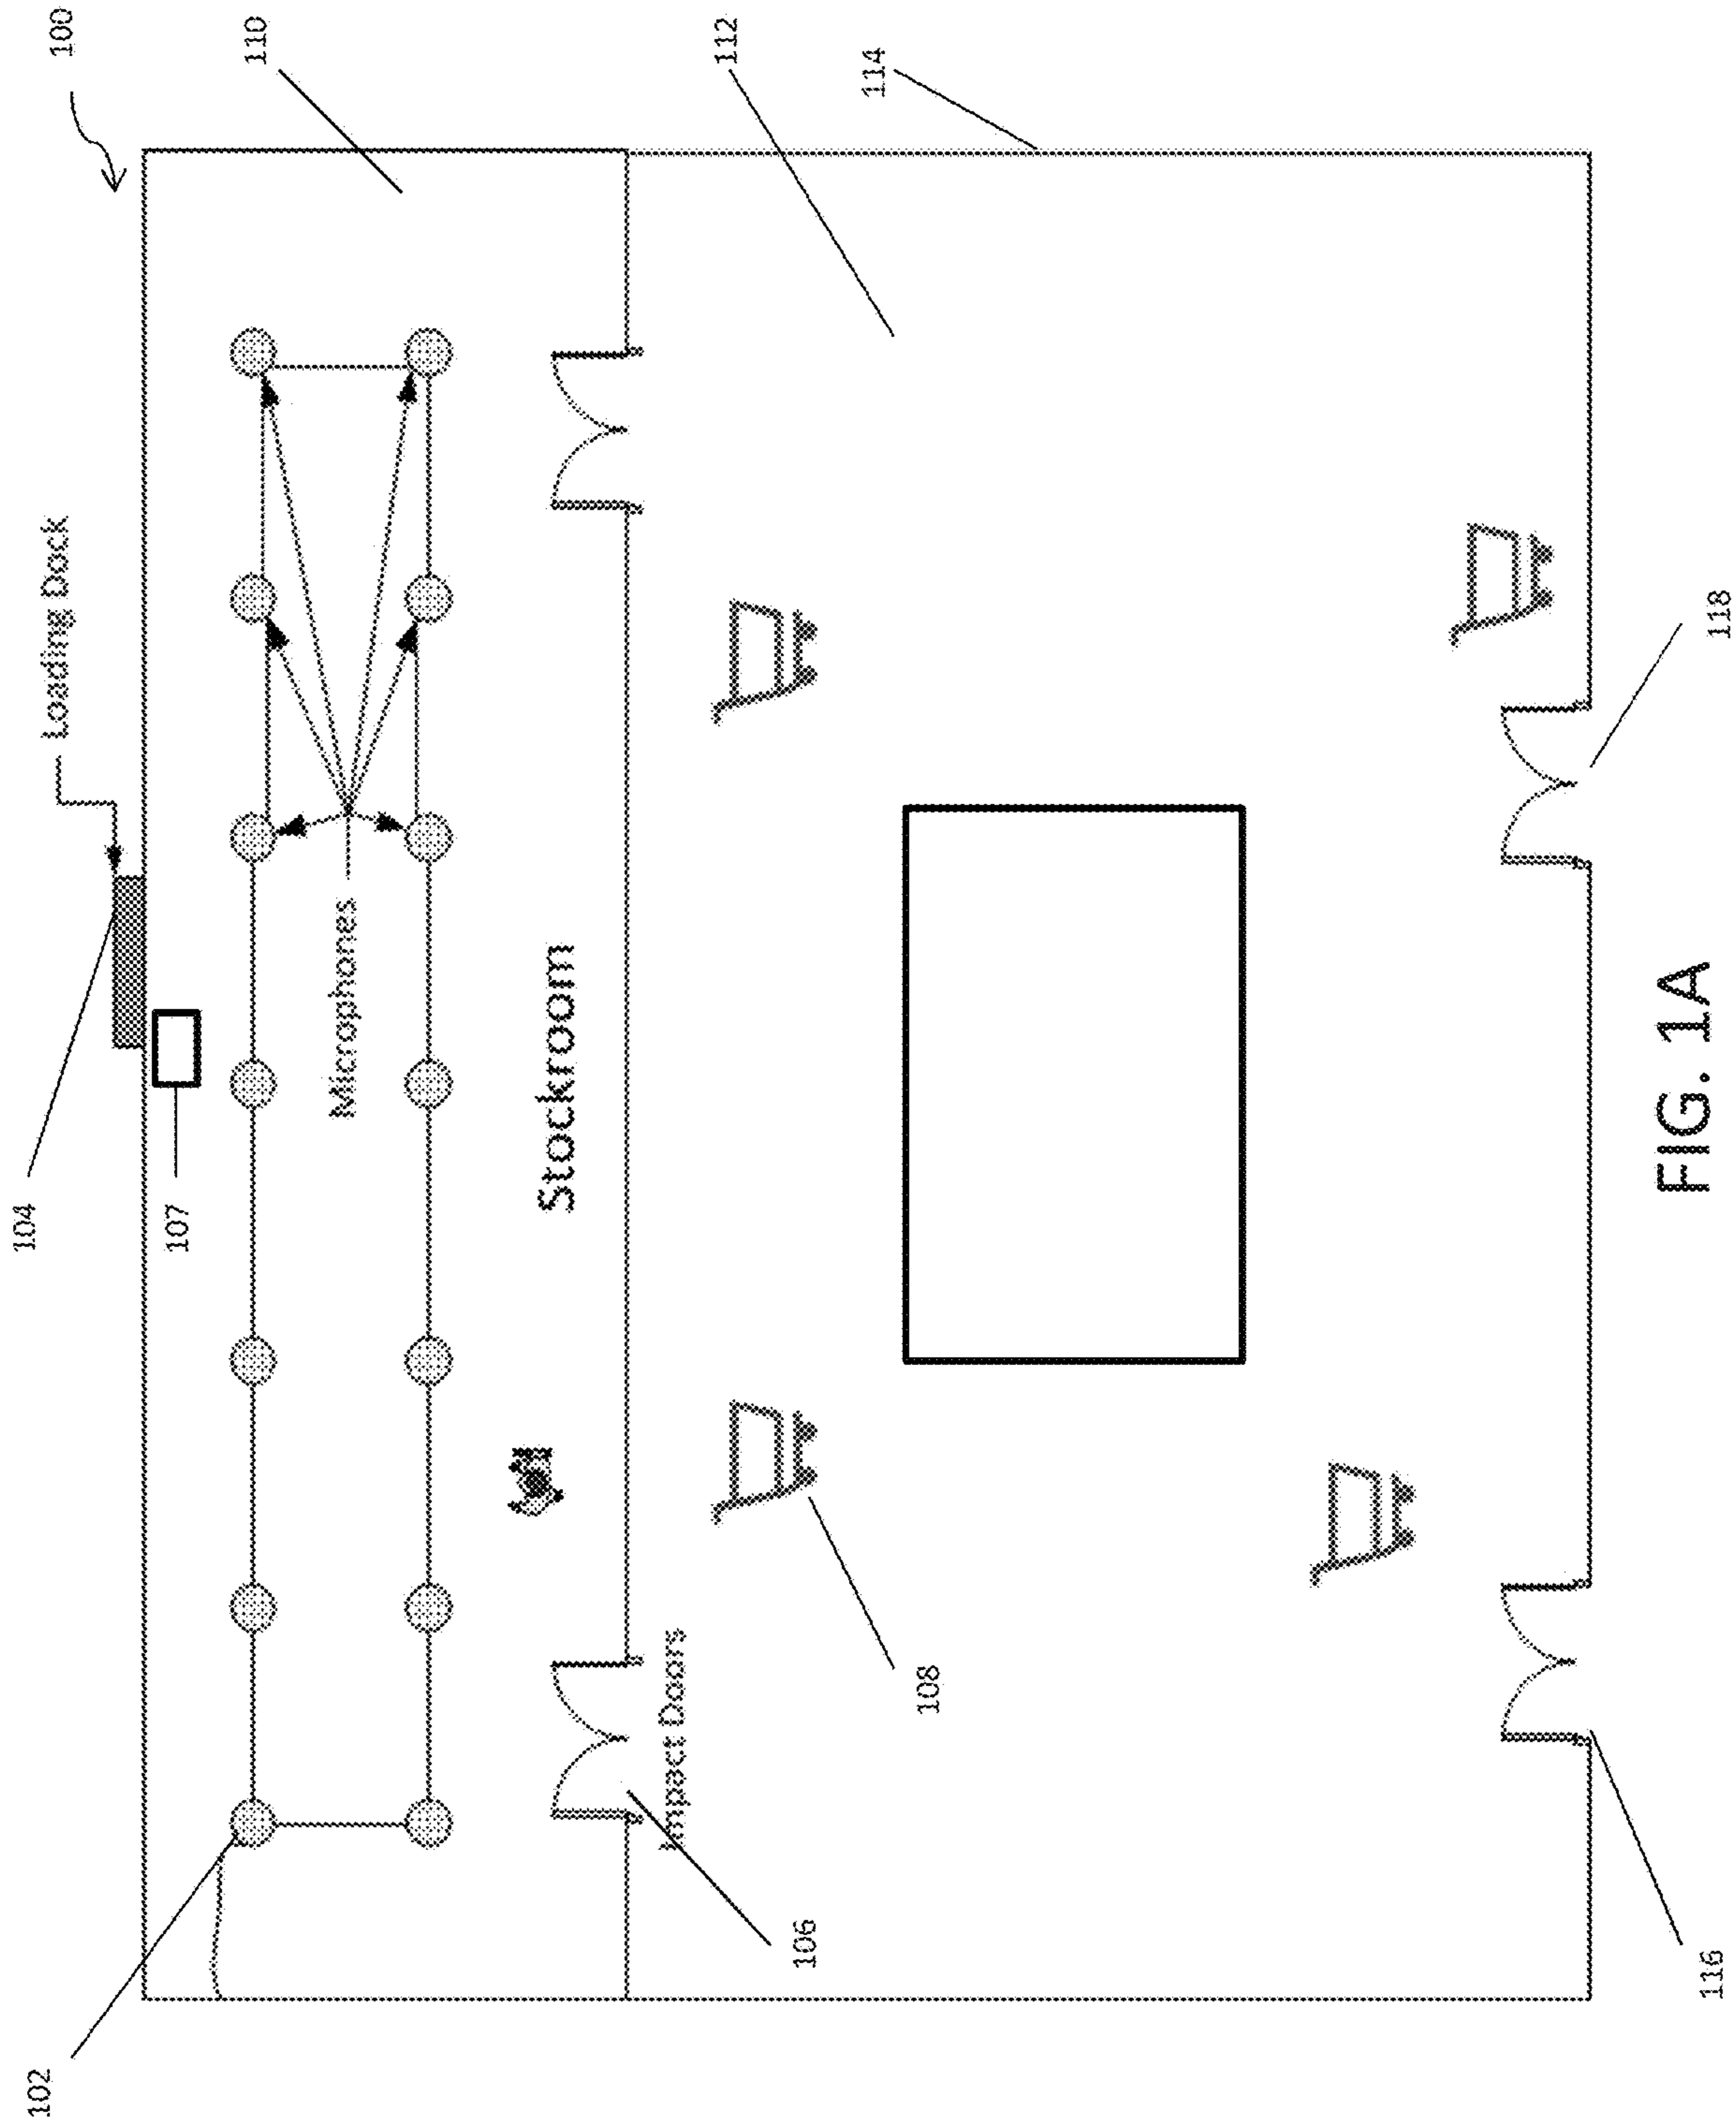 100
110
112
114
Loading Dock
104
107
Microphones
Stockroom
102
Impact Doors
106
108
116
118
FIG. 1A